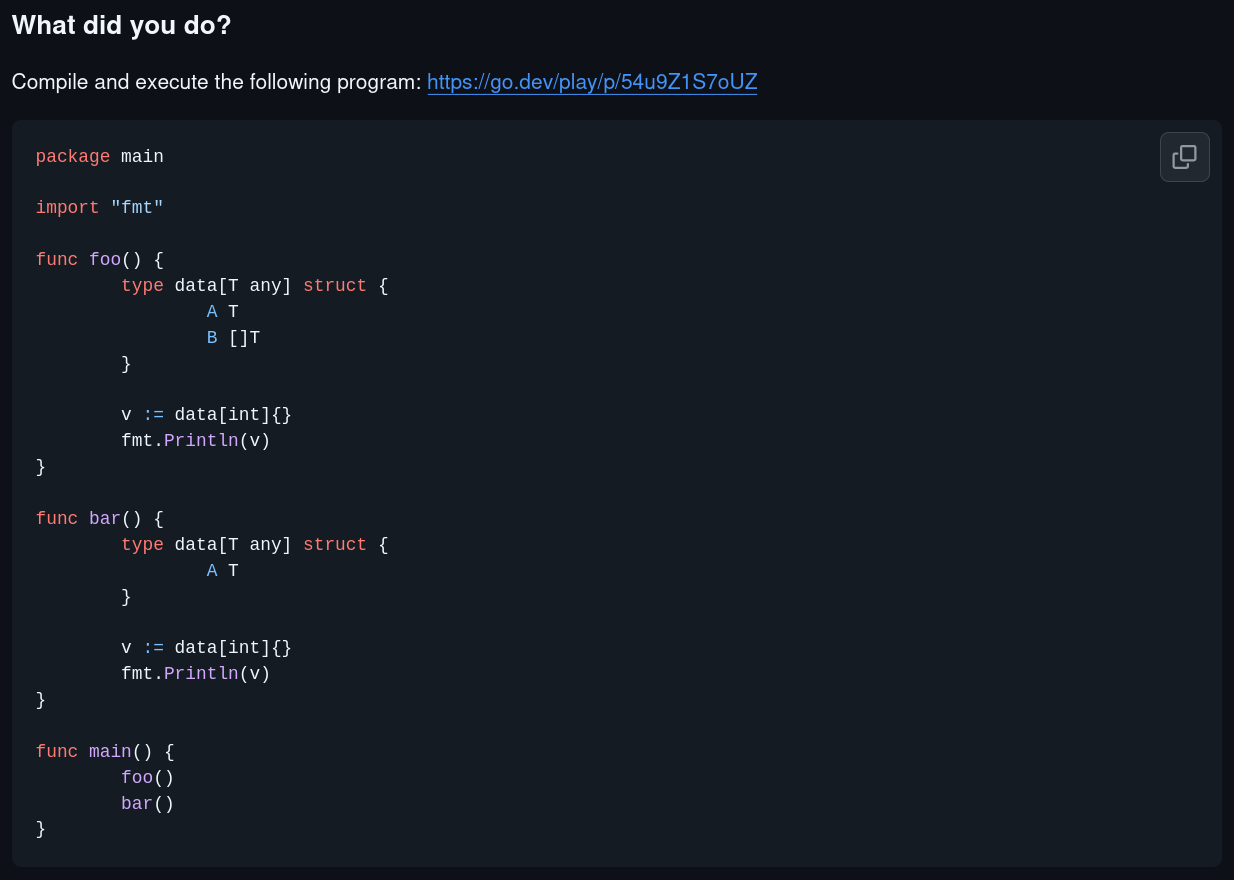 What did you do?
Compile and execute the following program: https://go.dev/play/p/54u9Z1S7oUZ
package main
import "fmt"
func foo() {
type data[T any] struct {
A T
B []T
}
v := data[int]{}
fmt.Println(v)
}
func bar() {
type data[T any] struct {
A T
}
v := data[int]{}
fmt.Println(v)
}
func main() {
foo()
bar()
}